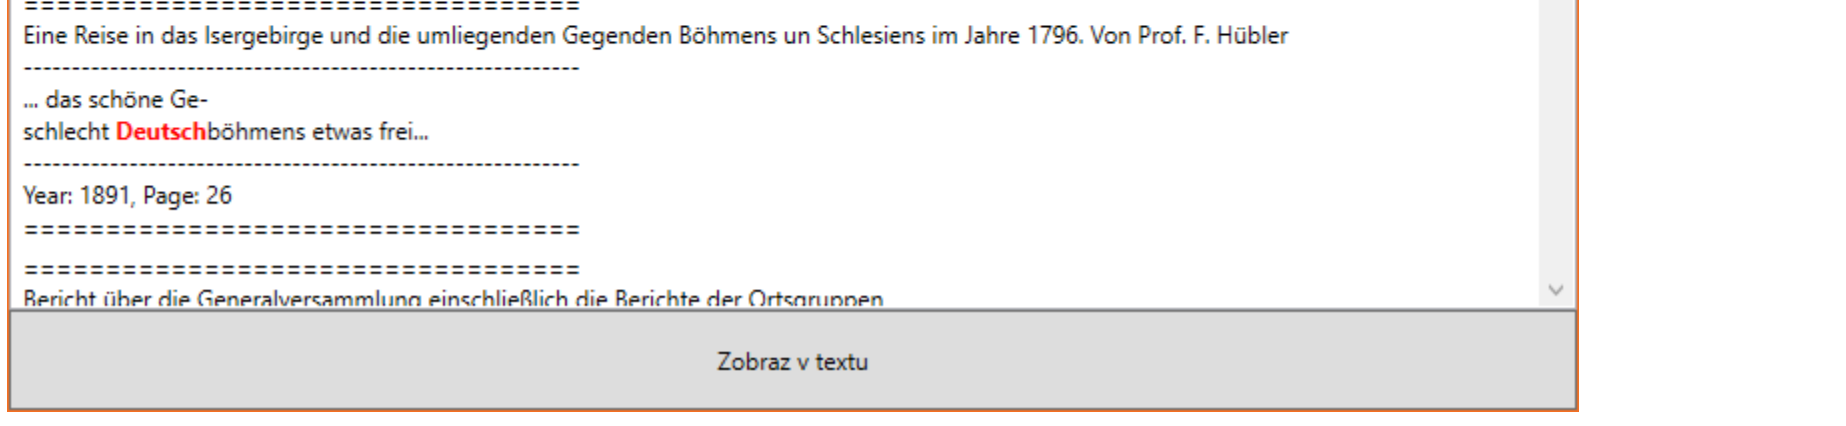 ==================================
Eine Reise in das Isergebirge und die umliegenden Gegenden Böhmens un Schlesiens im Jahre 1796. Von Prof. F. Hübler
----------------------------------------------------------
... das schöne Ge-
schlecht Deutschböhmens etwas frei...
----------------------------------------------------------
Year: 1891, Page: 26
==================================
==================================
Bericht über die Generalversammlung einschließlich die Berichte der Ortsgruppen
Zobraz v textu